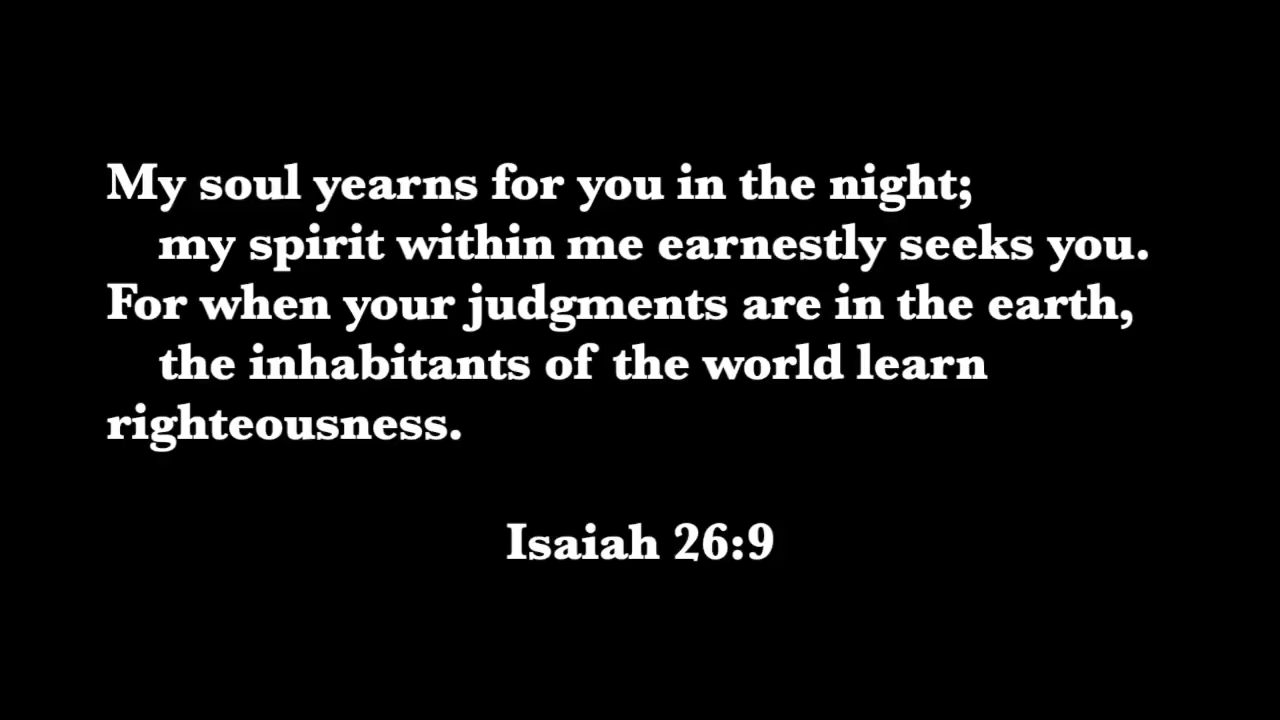 My soul yearns for you in the night;
my spirit within me earnestly seeks you.
For when your judgments are in the earth,
the inhabitants of the world learn
righteousness.
Isaiah 26:9